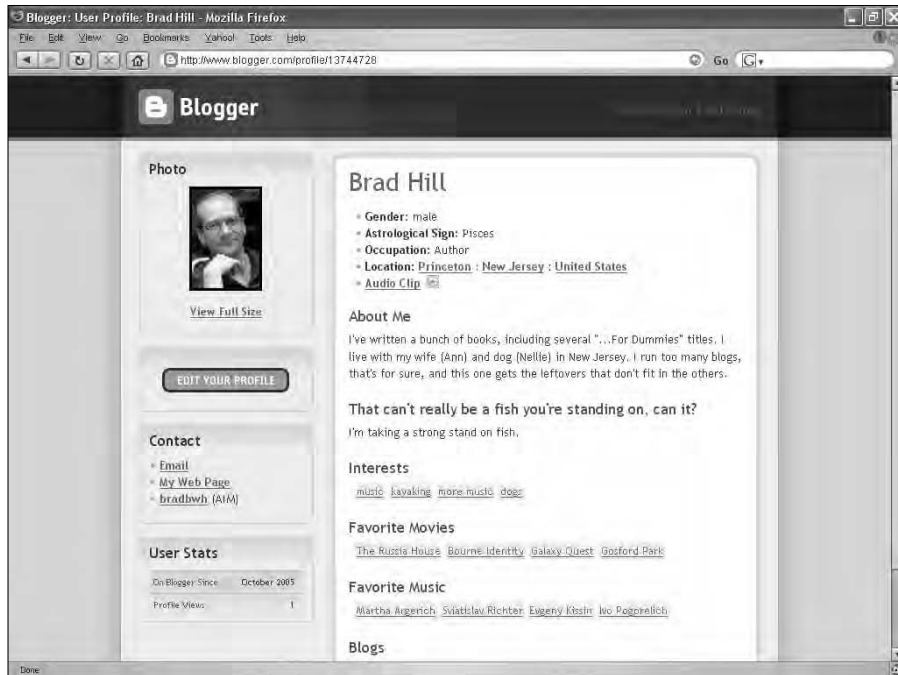 Blogger: User Profile: Brad Hill - Mozilla Firefox
File Edit View Go Bookmarks Yahoo! Tools Help
http://www.blogger.com/profile/13744728
Go
G
Blogger
Photo
View Full Size
EDIT YOUR PROFILE
Contact
Email
My Web Page
bradbwh (AIM)
User Stats
On Blogger Since October 2005
Profile Views 1
Brad Hill
Gender: male
Astrological Sign: Pisces
Occupation: Author
Location: Princeton : New Jersey : United States
Audio Clip
About Me
I've written a bunch of books, including several "...For Dummies" titles. I
live with my wife (Ann) and dog (Nellie) in New Jersey. I run too many blogs,
that's for sure, and this one gets the leftovers that don't fit in the others.
That can't really be a fish you're standing on, can it?
I'm taking a strong stand on fish.
Interests
music kayaking more music dogs
Favorite Movies
The Russia House Bourne Identity Galaxy Quest Gosford Park
Favorite Music
Martha Argerich Sviatislav Richter Evgeny Kissin Ivo Pogorelich
Blogs
Done